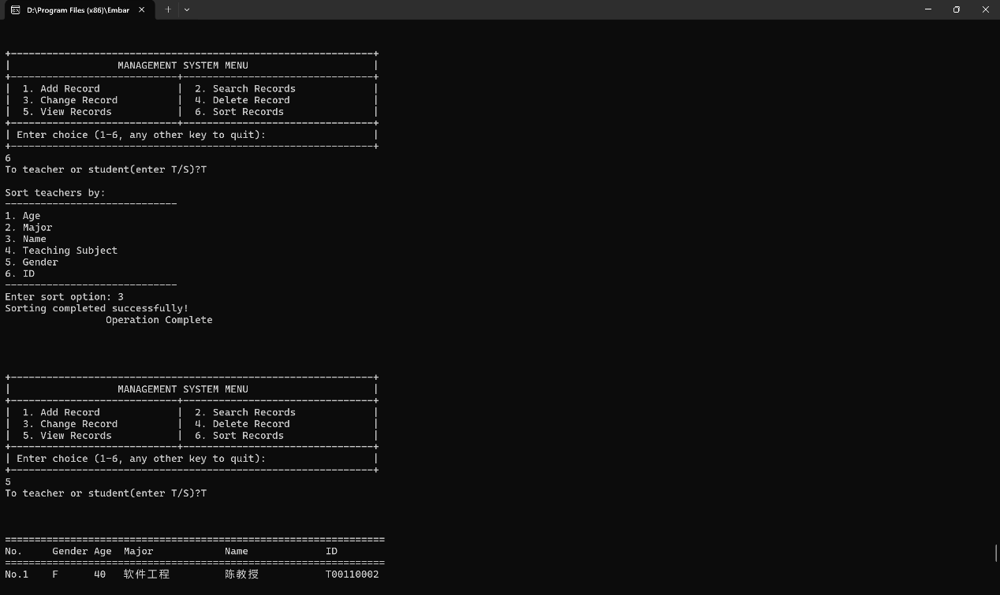 D:\Program Files (x86)\Embar
+-------------------------------------------------------------+
|                  MANAGEMENT SYSTEM MENU                     |
+----------------------------+--------------------------------+
|  1. Add Record             |  2. Search Records             |
|  3. Change Record          |  4. Delete Record              |
|  5. View Records           |  6. Sort Records               |
+----------------------------+--------------------------------+
| Enter choice (1-6, any other key to quit):                  |
+-------------------------------------------------------------+
6
To teacher or student(enter T/S)?T
Sort teachers by:
-----------------------------
1. Age
2. Major
3. Name
4. Teaching Subject
5. Gender
6. ID
-----------------------------
Enter sort option: 3
Sorting completed successfully!
                 Operation Complete
+-------------------------------------------------------------+
|                  MANAGEMENT SYSTEM MENU                     |
+----------------------------+--------------------------------+
|  1. Add Record             |  2. Search Records             |
|  3. Change Record          |  4. Delete Record              |
|  5. View Records           |  6. Sort Records               |
+----------------------------+--------------------------------+
| Enter choice (1-6, any other key to quit):                  |
+-------------------------------------------------------------+
5
To teacher or student(enter T/S)?T
================================================================
No.     Gender Age  Major            Name             ID
================================================================
No.1    F      40   软件工程         陈教授           T00110002